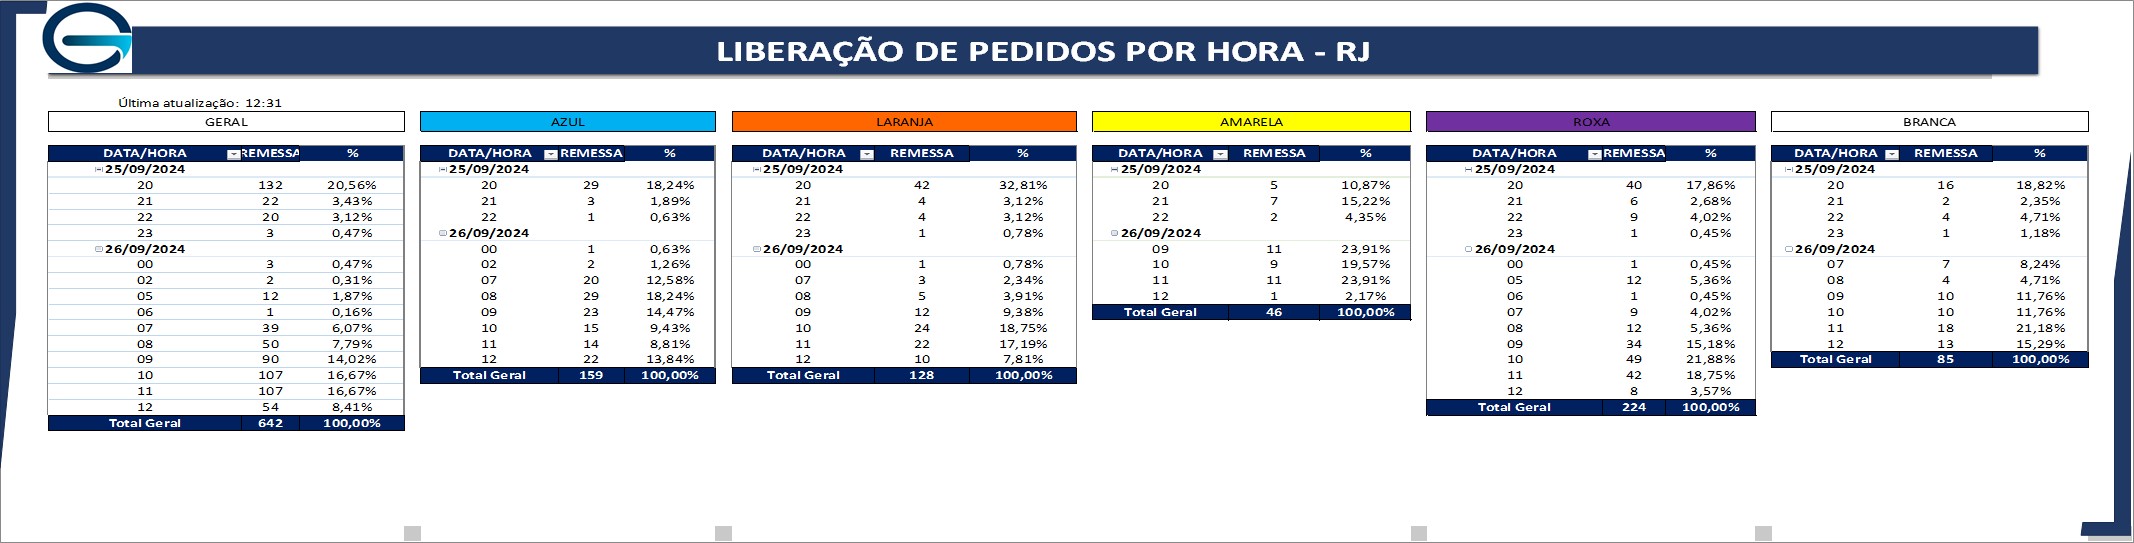 LIBERAÇÃO DE PEDIDOS POR HORA - RJ
Última atualização: 12:31
GERAL
DATA/HORA REMESSA %
25/09/2024
20 132 20,56%
21 22 3,43%
22 20 3,12%
23 3 0,47%
26/09/2024
00 3 0,47%
02 2 0,31%
05 12 1,87%
06 1 0,16%
07 39 6,07%
08 50 7,79%
09 90 14,02%
10 107 16,67%
11 107 16,67%
12 54 8,41%
Total Geral 642 100,00%
AZUL
DATA/HORA REMESSA %
25/09/2024
20 29 18,24%
21 3 1,89%
22 1 0,63%
26/09/2024
00 1 0,63%
02 2 1,26%
07 20 12,58%
08 29 18,24%
09 23 14,47%
10 15 9,43%
11 14 8,81%
12 22 13,84%
Total Geral 159 100,00%
LARANJA
DATA/HORA REMESSA %
25/09/2024
20 42 32,81%
21 4 3,12%
22 4 3,12%
23 1 0,78%
26/09/2024
00 1 0,78%
07 3 2,34%
08 5 3,91%
09 12 9,38%
10 24 18,75%
11 22 17,19%
12 10 7,81%
Total Geral 128 100,00%
AMARELA
DATA/HORA REMESSA %
25/09/2024
20 5 10,87%
21 7 15,22%
22 2 4,35%
26/09/2024
09 11 23,91%
10 9 19,57%
11 11 23,91%
12 1 2,17%
Total Geral 46 100,00%
ROXA
DATA/HORA REMESSA %
25/09/2024
20 40 17,86%
21 6 2,68%
22 9 4,02%
23 1 0,45%
26/09/2024
00 1 0,45%
05 12 5,36%
06 1 0,45%
07 9 4,02%
08 12 5,36%
09 34 15,18%
10 49 21,88%
11 42 18,75%
12 8 3,57%
Total Geral 224 100,00%
BRANCA
DATA/HORA REMESSA %
25/09/2024
20 16 18,82%
21 2 2,35%
22 4 4,71%
23 1 1,18%
26/09/2024
07 7 8,24%
08 4 4,71%
09 10 11,76%
10 10 11,76%
11 18 21,18%
12 13 15,29%
Total Geral 85 100,00%